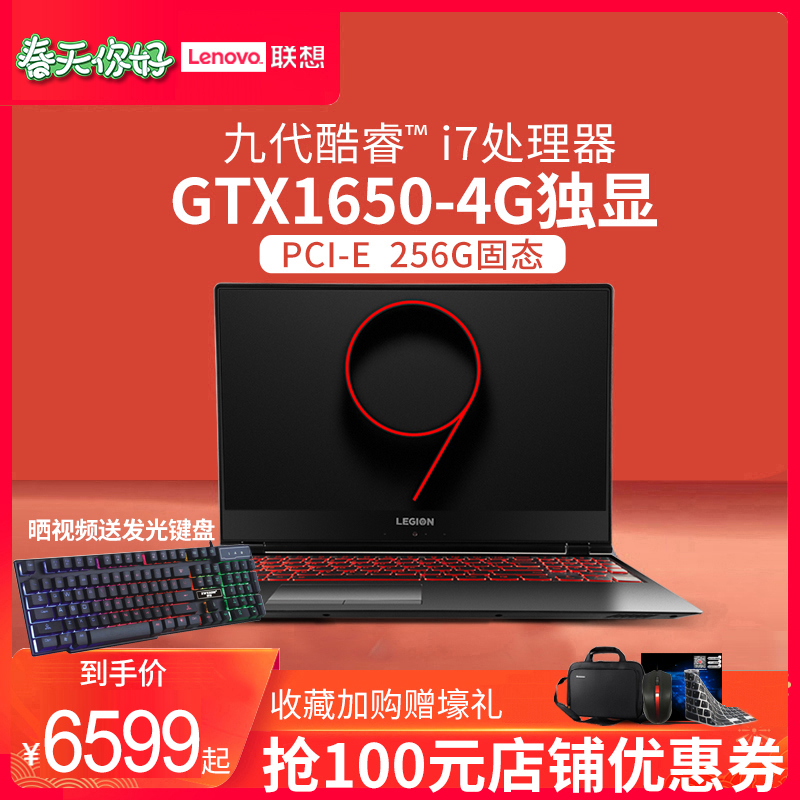 春天你好 Lenovo 联想
九代酷睿™ i7处理器
GTX1650-4G独显
PCI-E 256G固态
LEGION
晒视频送发光键盘
到手价
¥6599起
收藏加购赠壕礼
抢100元店铺优惠券